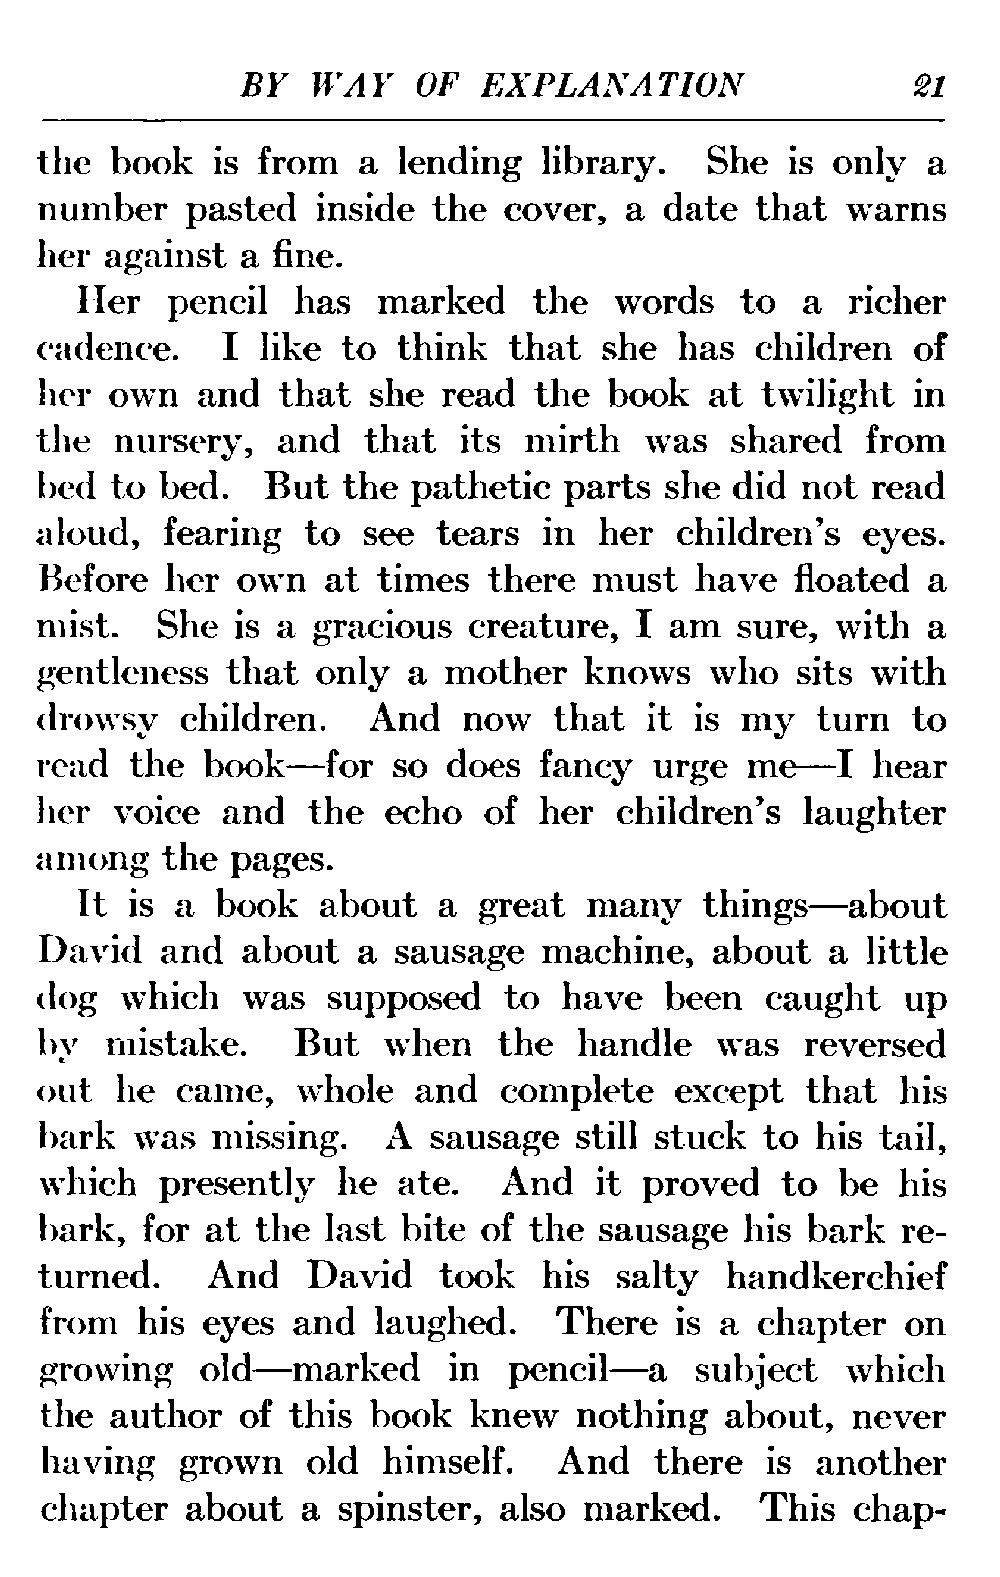 BY WAY OF EXPLANATION 21
the book is from a lending library. She is only a
number pasted inside the cover, a date that warns
her against a fine.
Her pencil has marked the words to a richer
cadence. I like to think that she has children of
her own and that she read the book at twilight in
the nursery, and that its mirth was shared from
bed to bed. But the pathetic parts she did not read
aloud, fearing to see tears in her children's eyes.
Before her own at times there must have floated a
mist. She is a gracious creature, I am sure, with a
gentleness that only a mother knows who sits with
drowsy children. And now that it is my turn to
read the book—for so does fancy urge me—I hear
her voice and the echo of her children's laughter
among the pages.
It is a book about a great many things—about
David and about a sausage machine, about a little
dog which was supposed to have been caught up
by mistake. But when the handle was reversed
out he came, whole and complete except that his
bark was missing. A sausage still stuck to his tail,
which presently he ate. And it proved to be his
bark, for at the last bite of the sausage his bark re-
turned. And David took his salty handkerchief
from his eyes and laughed. There is a chapter on
growing old—marked in pencil—a subject which
the author of this book knew nothing about, never
having grown old himself. And there is another
chapter about a spinster, also marked. This chap-